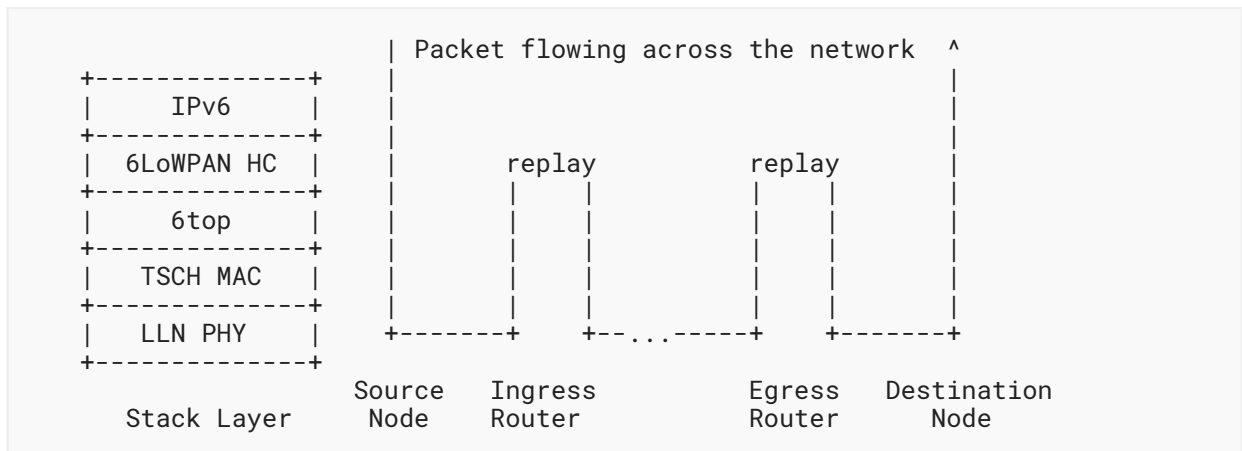 | Packet flowing across the network ^
+--------------+ | |
| IPv6 | | |
+--------------+ | |
| 6LoWPAN HC | | replay replay |
+--------------+ | | | | | |
| 6top | | | | | | |
+--------------+ | | | | | |
| TSCH MAC | | | | | | |
+--------------+ | | | | | |
| LLN PHY | +-------+ +--...-----+ +-------+
+--------------+
Source Ingress Egress Destination
Stack Layer Node Router Router Node